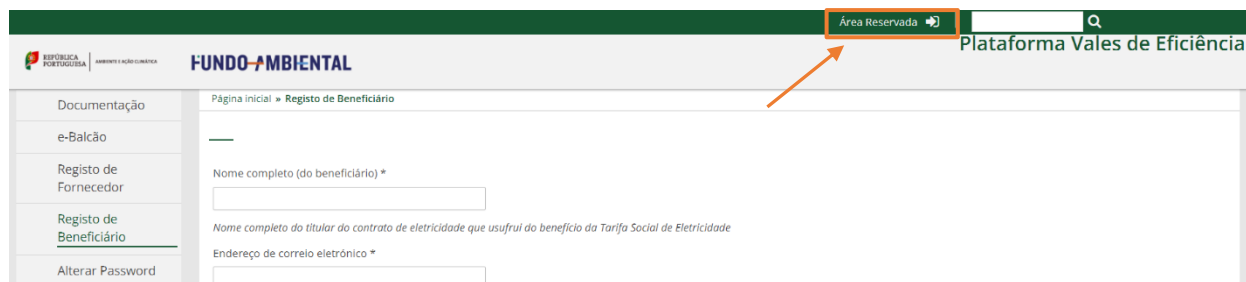 Área Reservada
Plataforma Vales de Eficiência
REPÚBLICA
PORTUGUESA
AMBIENTE E AÇÃO CLIMÁTICA
FUNDO AMBIENTAL
Documentação
e-Balcão
Registo de
Fornecedor
Registo de
Beneficiário
Alterar Password
Página inicial » Registo de Beneficiário
Nome completo (do beneficiário) *
Nome completo do titular do contrato de eletricidade que usufrui do benefício da Tarifa Social de Eletricidade
Endereço de correio eletrónico *